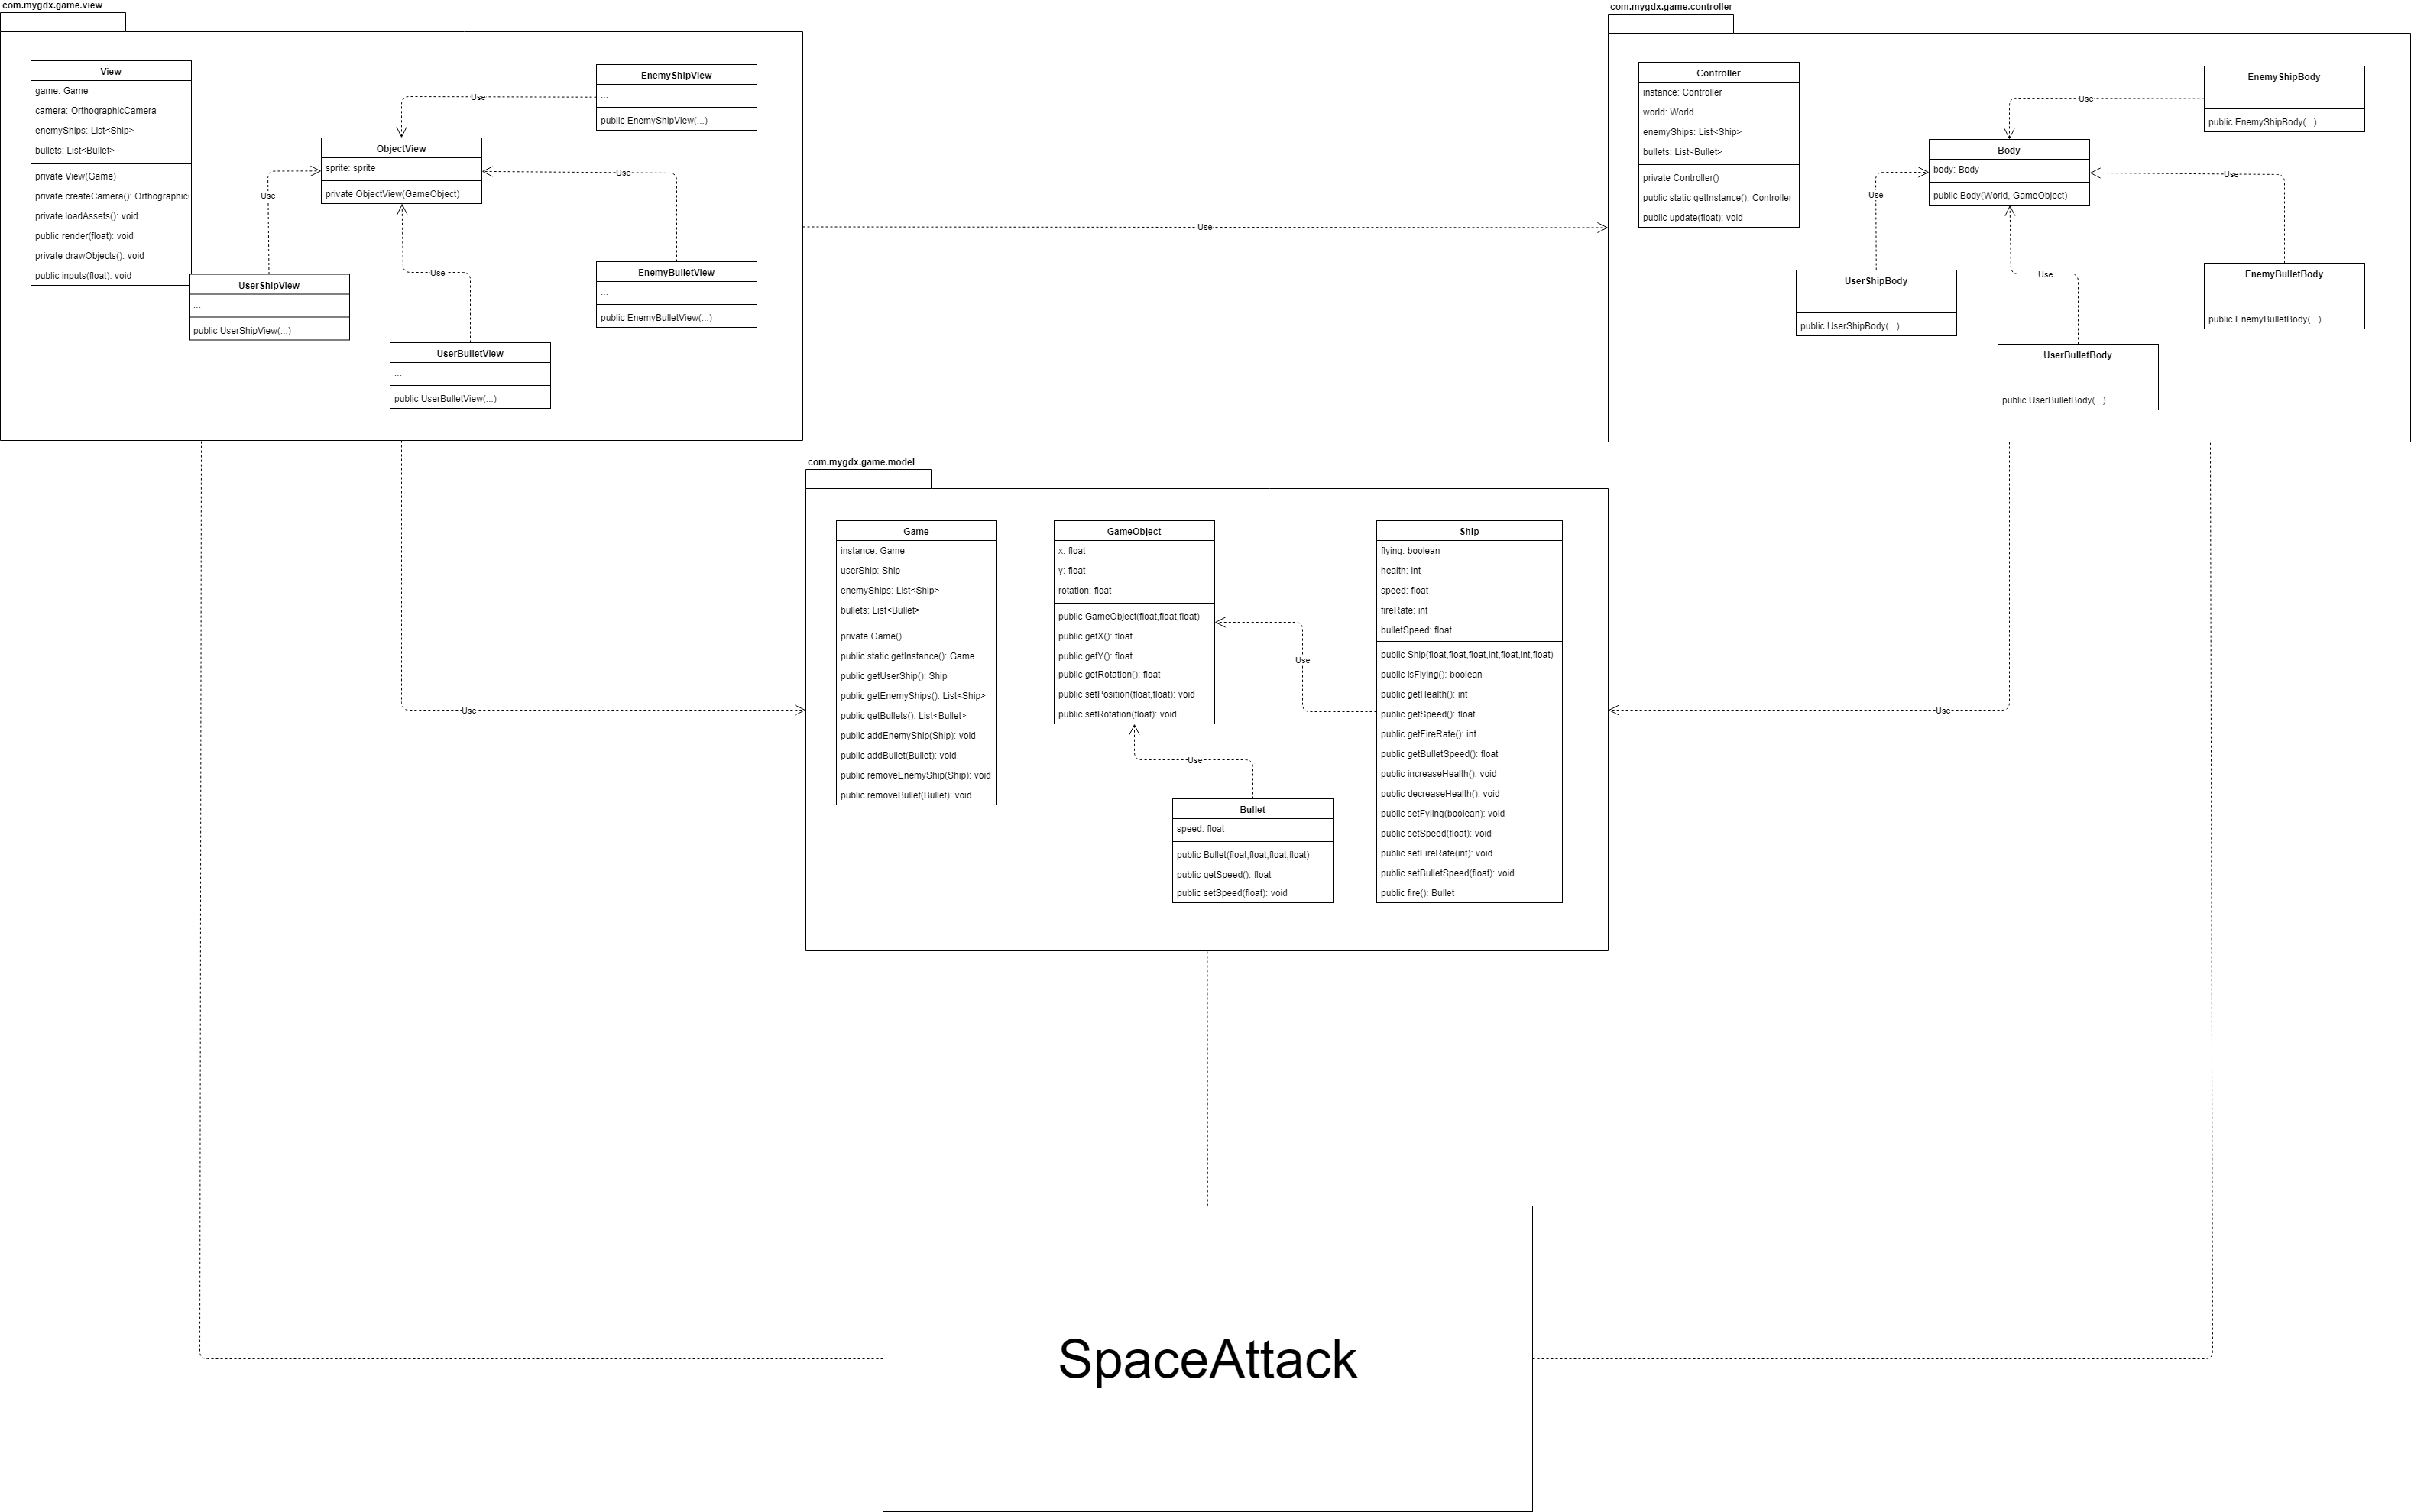 com.mygdx.game.view
View
game: Game
camera: OrthographicCamera
enemyShips: List<Ship>
bullets: List<Bullet>
private View(Game)
private createCamera(): Orthographic
private loadAssets(): void
public render(float): void
private drawObjects(): void
public inputs(float): void
ObjectView
sprite: sprite
private ObjectView(GameObject)
EnemyShipView
...
public EnemyShipView(...)
Use
Use
Use
Use
UserShipView
...
public UserShipView(...)
UserBulletView
...
public UserBulletView(...)
EnemyBulletView
...
public EnemyBulletView(...)
Use
com.mygdx.game.controller
Controller
instance: Controller
world: World
enemyShips: List<Ship>
bullets: List<Bullet>
private Controller()
public static getInstance(): Controller
public update(float): void
Body
body: Body
public Body(World, GameObject)
EnemyShipBody
...
public EnemyShipBody(...)
Use
Use
Use
Use
UserShipBody
...
public UserShipBody(...)
UserBulletBody
...
public UserBulletBody(...)
EnemyBulletBody
...
public EnemyBulletBody(...)
Use
Use
com.mygdx.game.model
Game
instance: Game
userShip: Ship
enemyShips: List<Ship>
bullets: List<Bullet>
private Game()
public static getInstance(): Game
public getUserShip(): Ship
public getEnemyShips(): List<Ship>
public getBullets(): List<Bullet>
public addEnemyShip(Ship): void
public addBullet(Bullet): void
public removeEnemyShip(Ship): void
public removeBullet(Bullet): void
GameObject
x: float
y: float
rotation: float
public GameObject(float,float,float)
public getX(): float
public getY(): float
public getRotation(): float
public setPosition(float,float): void
public setRotation(float): void
Use
Use
Bullet
speed: float
public Bullet(float,float,float,float)
public getSpeed(): float
public setSpeed(float): void
Ship
flying: boolean
health: int
speed: float
fireRate: int
bulletSpeed: float
public Ship(float,float,float,int,float,int,float)
public isFlying(): boolean
public getHealth(): int
public getSpeed(): float
public getFireRate(): int
public getBulletSpeed(): float
public increaseHealth(): void
public decreaseHealth(): void
public setFyling(boolean): void
public setSpeed(float): void
public setFireRate(int): void
public setBulletSpeed(float): void
public fire(): Bullet
SpaceAttack